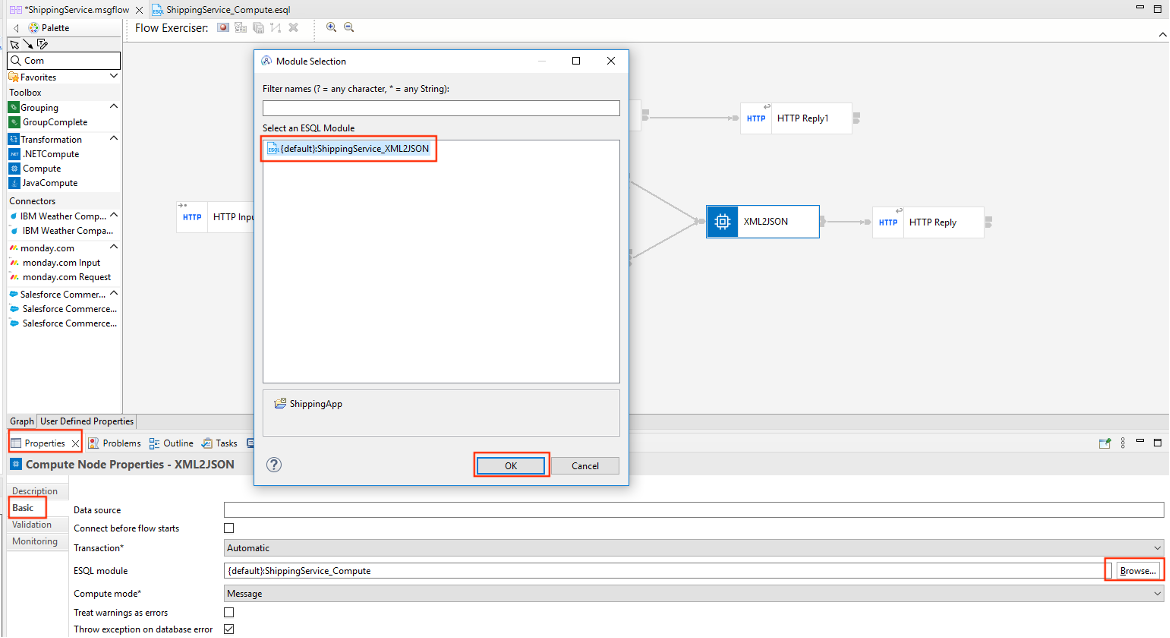 *ShippingService.msgflow
ShippingService_Compute.esql
Palette
Flow Exerciser:
Com
Favorites
Toolbox
Grouping
GroupComplete
Transformation
.NETCompute
Compute
JavaCompute
Connectors
IBM Weather Comp...
IBM Weather Compa...
monday.com
monday.com Input
monday.com Request
Salesforce Commer...
Salesforce Commerce...
Salesforce Commerce...
HTTP HTTP Inpu
HTTP HTTP Reply1
XML2JSON
HTTP HTTP Reply
Module Selection
Filter names (? = any character, * = any String):
Select an ESQL Module
ESQL {default}:ShippingService_XML2JSON
ShippingApp
OK
Cancel
Graph User Defined Properties
Properties Problems Outline Tasks
Compute Node Properties - XML2JSON
Description
Basic
Validation
Monitoring
Data source
Connect before flow starts
Transaction* Automatic
ESQL module {default}:ShippingService_Compute Browse...
Compute mode* Message
Treat warnings as errors
Throw exception on database error